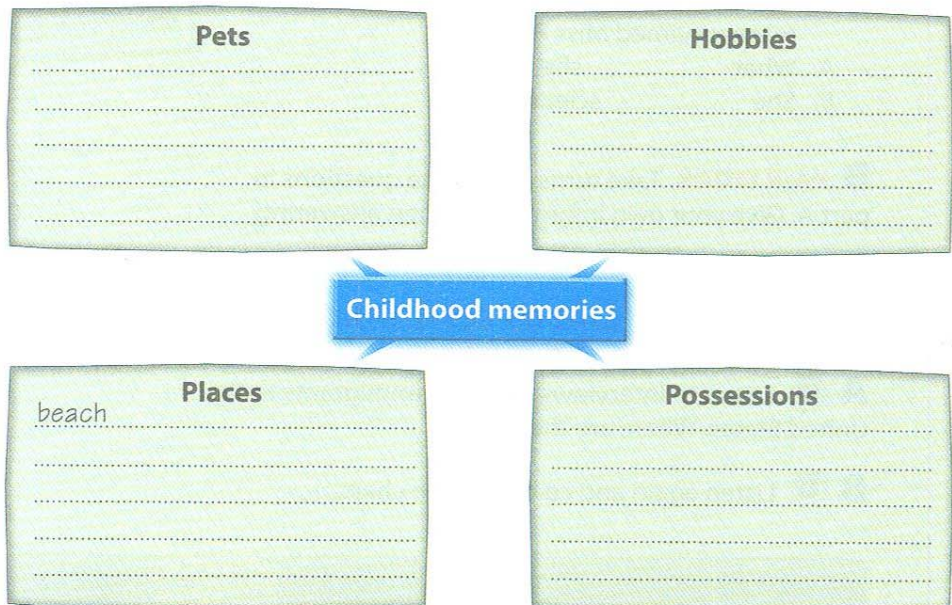 Pets
Hobbies
Childhood memories
Places
beach
Possessions